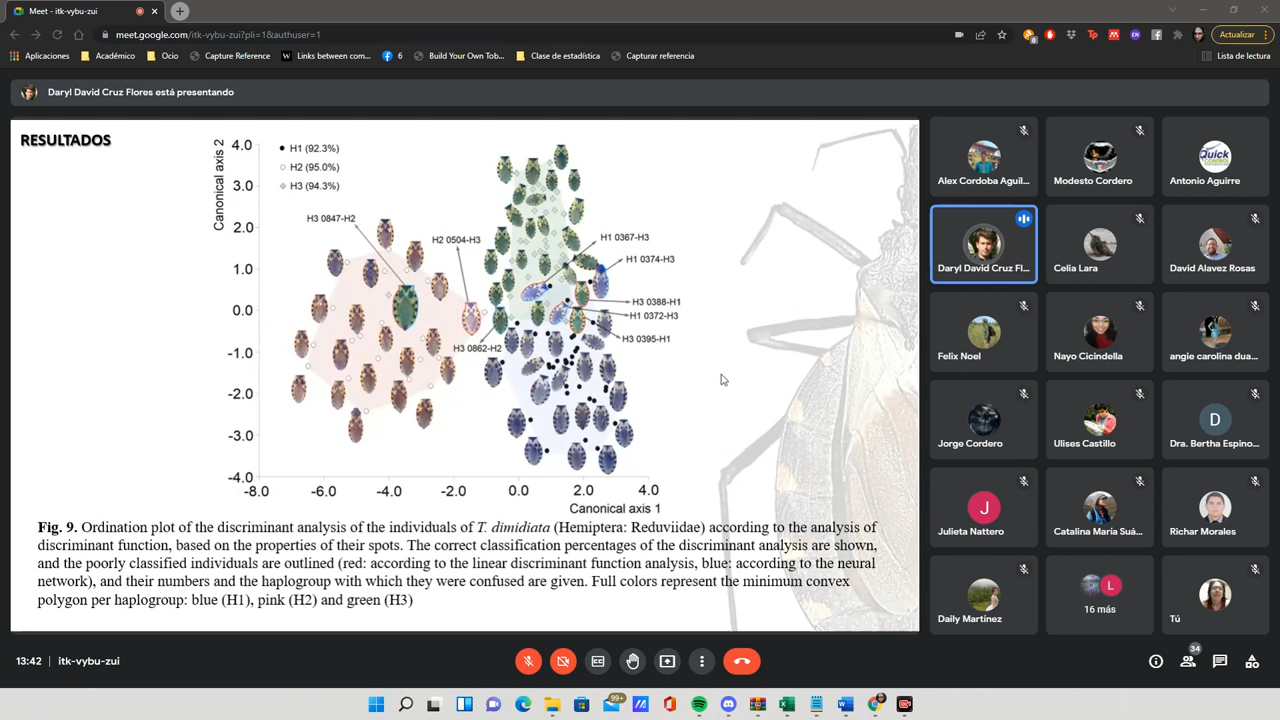 Meet - itk-vybu-zui
meet.google.com/itk-vybu-zui?pli=1&authuser=1
Actualizar
Aplicaciones
Académico
Ocio
Capture Reference
Links between com...
6
Build Your Own Tob...
Clase de estadística
Capturar referencia
Lista de lectura
Daryl David Cruz Flores está presentando
RESULTADOS
Canonical axis 2
4.0
3.0
2.0
1.0
0.0
-1.0
-2.0
-3.0
-4.0
H1 (92.3%)
H2 (95.0%)
H3 (94.3%)
H3 0847-H2
H2 0504-H3
H1 0367-H3
H1 0374-H3
H3 0388-H1
H1 0372-H3
H3 0395-H1
H3 0862-H2
-8.0 -6.0 -4.0 -2.0 0.0 2.0 4.0
Canonical axis 1
Fig. 9. Ordination plot of the discriminant analysis of the individuals of T. dimidiata (Hemiptera: Reduviidae) according to the analysis of
discriminant function, based on the properties of their spots. The correct classification percentages of the discriminant analysis are shown,
and the poorly classified individuals are outlined (red: according to the linear discriminant function analysis, blue: according to the neural
network), and their numbers and the haplogroup with which they were confused are given. Full colors represent the minimum convex
polygon per haplogroup: blue (H1), pink (H2) and green (H3)
Alex Cordoba Aguil...
Modesto Cordero
Quick
CONTROL
Antonio Aguirre
Daryl David Cruz Fl...
Celia Lara
David Alavez Rosas
Felix Noel
Nayo Cicindella
angie carolina dua...
Jorge Cordero
Ulises Castillo
D
Dra. Bertha Espino...
J
Julieta Nattero
Catalina María Suá...
Richar Morales
Daily Martínez
L
16 más
Tú
13:42
itk-vybu-zui
34
99+